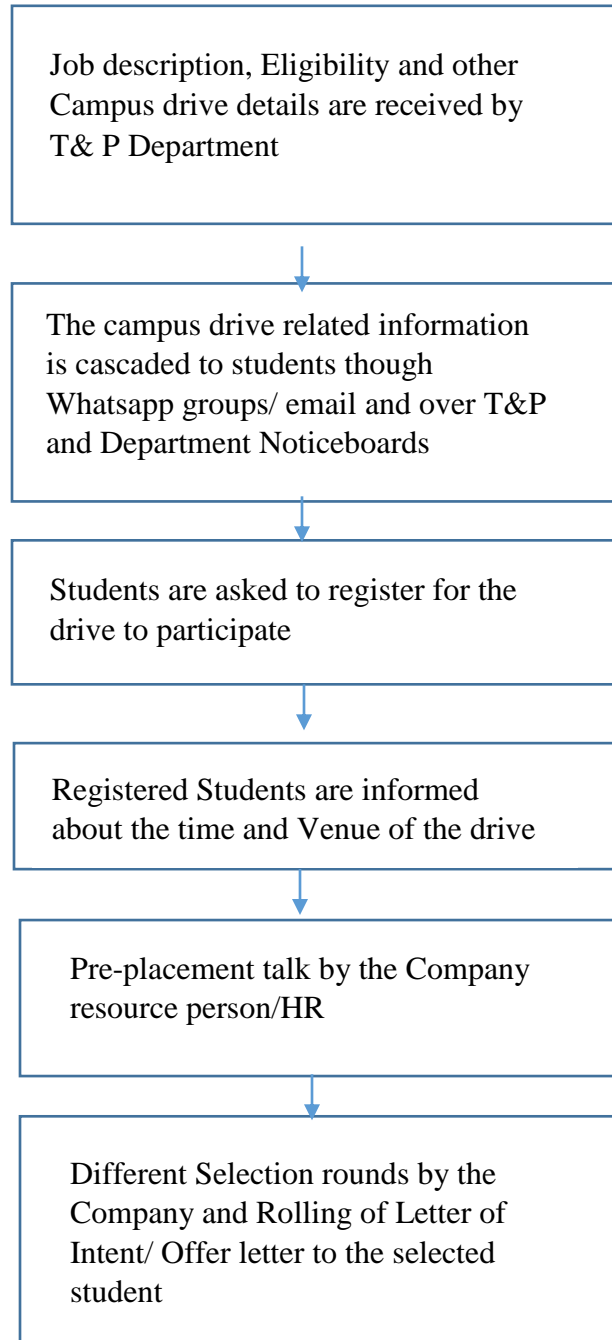 Job description, Eligibility and other
Campus drive details are received by
T& P Department
The campus drive related information
is cascaded to students though
Whatsapp groups/ email and over T&P
and Department Noticeboards
Students are asked to register for the
drive to participate
Registered Students are informed
about the time and Venue of the drive
Pre-placement talk by the Company
resource person/HR
Different Selection rounds by the
Company and Rolling of Letter of
Intent/ Offer letter to the selected
student